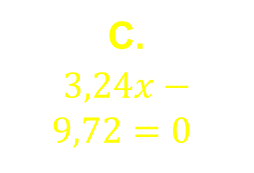 C.
3,24x −
9,72 = 0